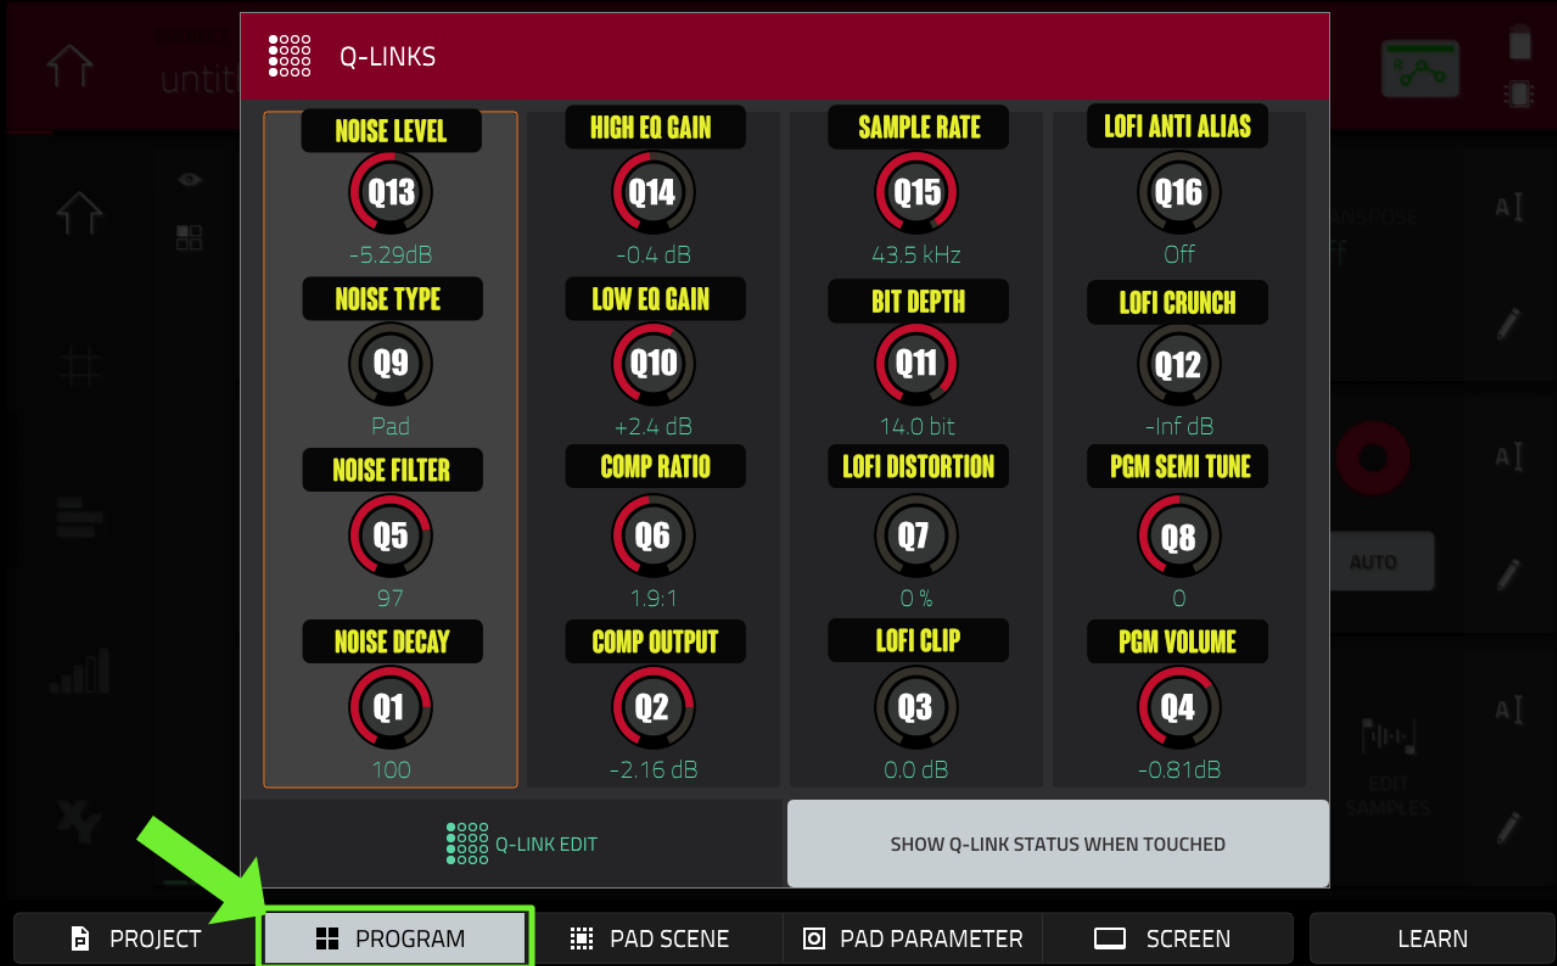 Q-LINKS
untit
NOISE LEVEL
HIGH EQ GAIN
SAMPLE RATE
LOFI ANTI ALIAS
Q13
Q14
Q15
Q16
-5.29dB
-0.4 dB
43.5 kHz
Off
NOISE TYPE
LOW EQ GAIN
BIT DEPTH
LOFI CRUNCH
Q9
Q10
Q11
Q12
Pad
+2.4 dB
14.0 bit
-Inf dB
NOISE FILTER
COMP RATIO
LOFI DISTORTION
PGM SEMI TUNE
Q5
Q6
Q7
Q8
97
1.9:1
0 %
0
AUTO
NOISE DECAY
COMP OUTPUT
LOFI CLIP
PGM VOLUME
Q1
Q2
Q3
Q4
100
-2.16 dB
0.0 dB
-0.81dB
EDIT
SAMPLES
Q-LINK EDIT
SHOW Q-LINK STATUS WHEN TOUCHED
PROJECT
PROGRAM
PAD SCENE
PAD PARAMETER
SCREEN
LEARN